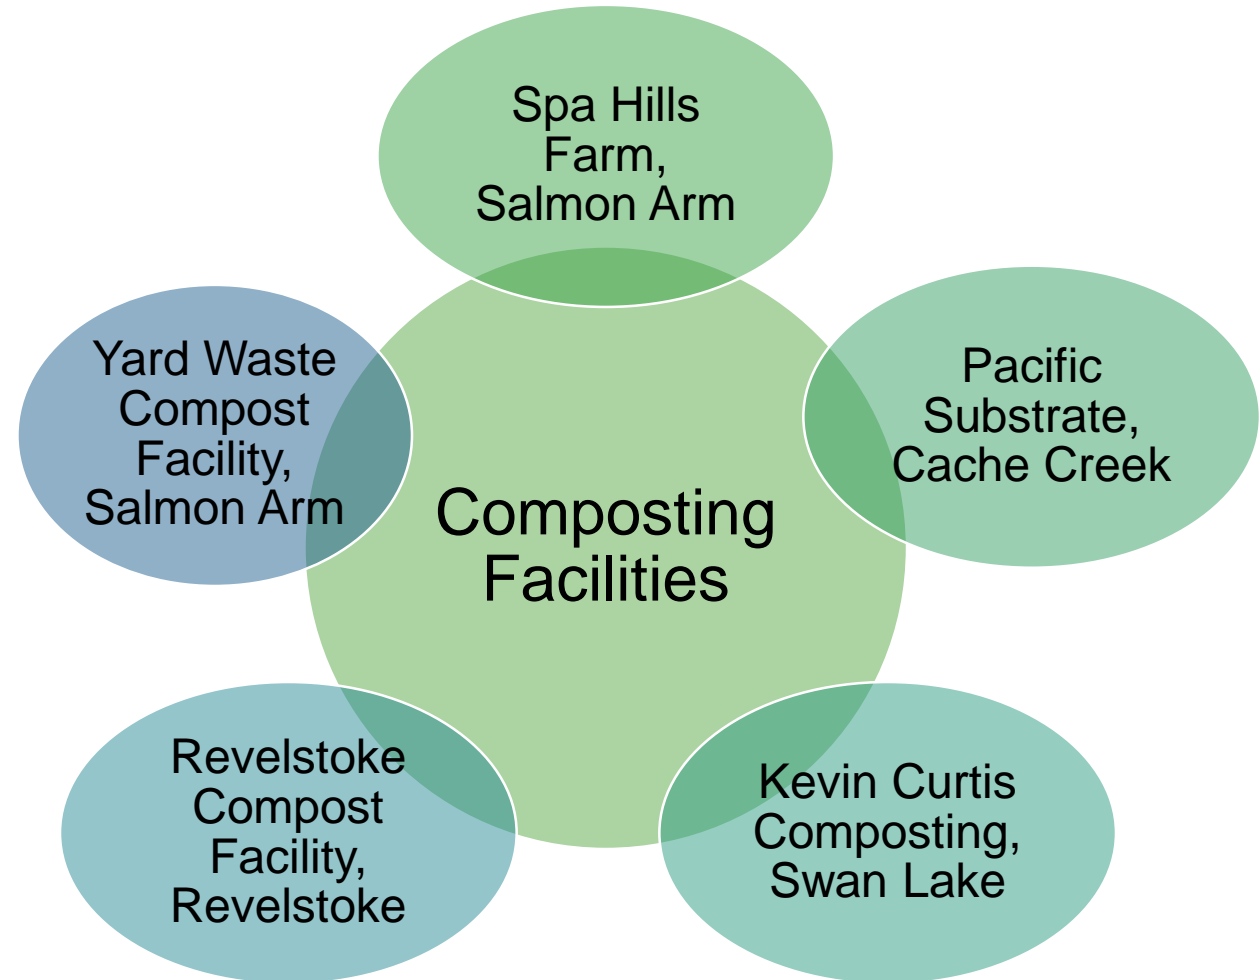 Spa Hills
Farm,
Salmon Arm
Pacific
Substrate,
Cache Creek
Kevin Curtis
Composting,
Swan Lake
Revelstoke
Compost
Facility,
Revelstoke
Yard Waste
Compost
Facility,
Salmon Arm
Composting
Facilities